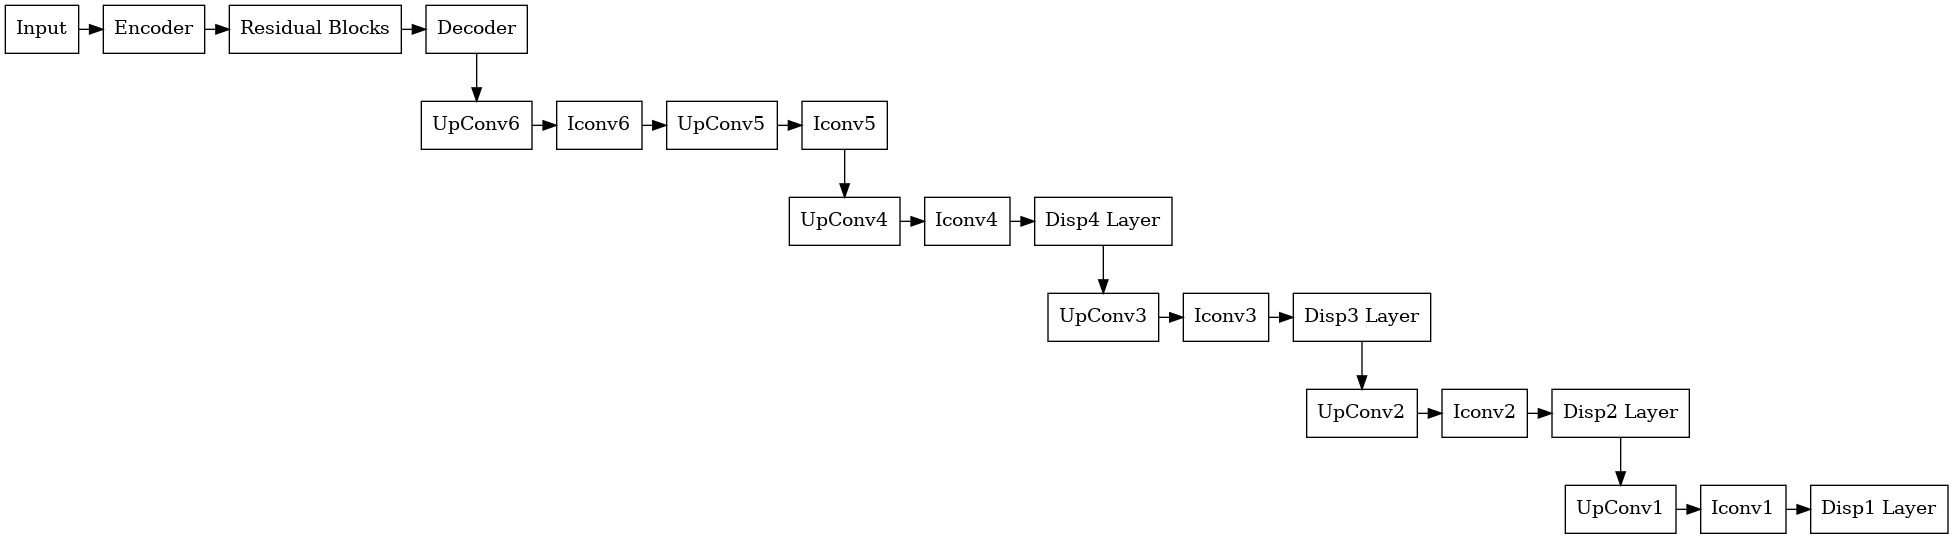 Input
Encoder
Residual Blocks
Decoder
UpConv6
Iconv6
UpConv5
Iconv5
UpConv4
Iconv4
Disp4 Layer
UpConv3
Iconv3
Disp3 Layer
UpConv2
Iconv2
Disp2 Layer
UpConv1
Iconv1
Disp1 Layer